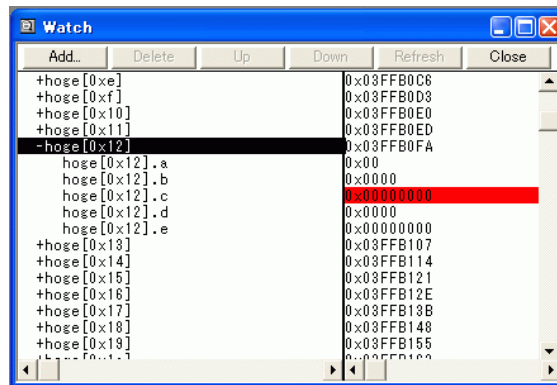 Watch
Add... Delete Up Down Refresh Close
+hoge[0xe] 0x03FFB0C6
+hoge[0xf] 0x03FFB0D3
+hoge[0x10] 0x03FFB0E0
+hoge[0x11] 0x03FFB0ED
-hoge[0x12] 0x03FFB0FA
hoge[0x12].a 0x00
hoge[0x12].b 0x0000
hoge[0x12].c 0x00000000
hoge[0x12].d 0x0000
hoge[0x12].e 0x00000000
+hoge[0x13] 0x03FFB107
+hoge[0x14] 0x03FFB114
+hoge[0x15] 0x03FFB121
+hoge[0x16] 0x03FFB12E
+hoge[0x17] 0x03FFB13B
+hoge[0x18] 0x03FFB148
+hoge[0x19] 0x03FFB155